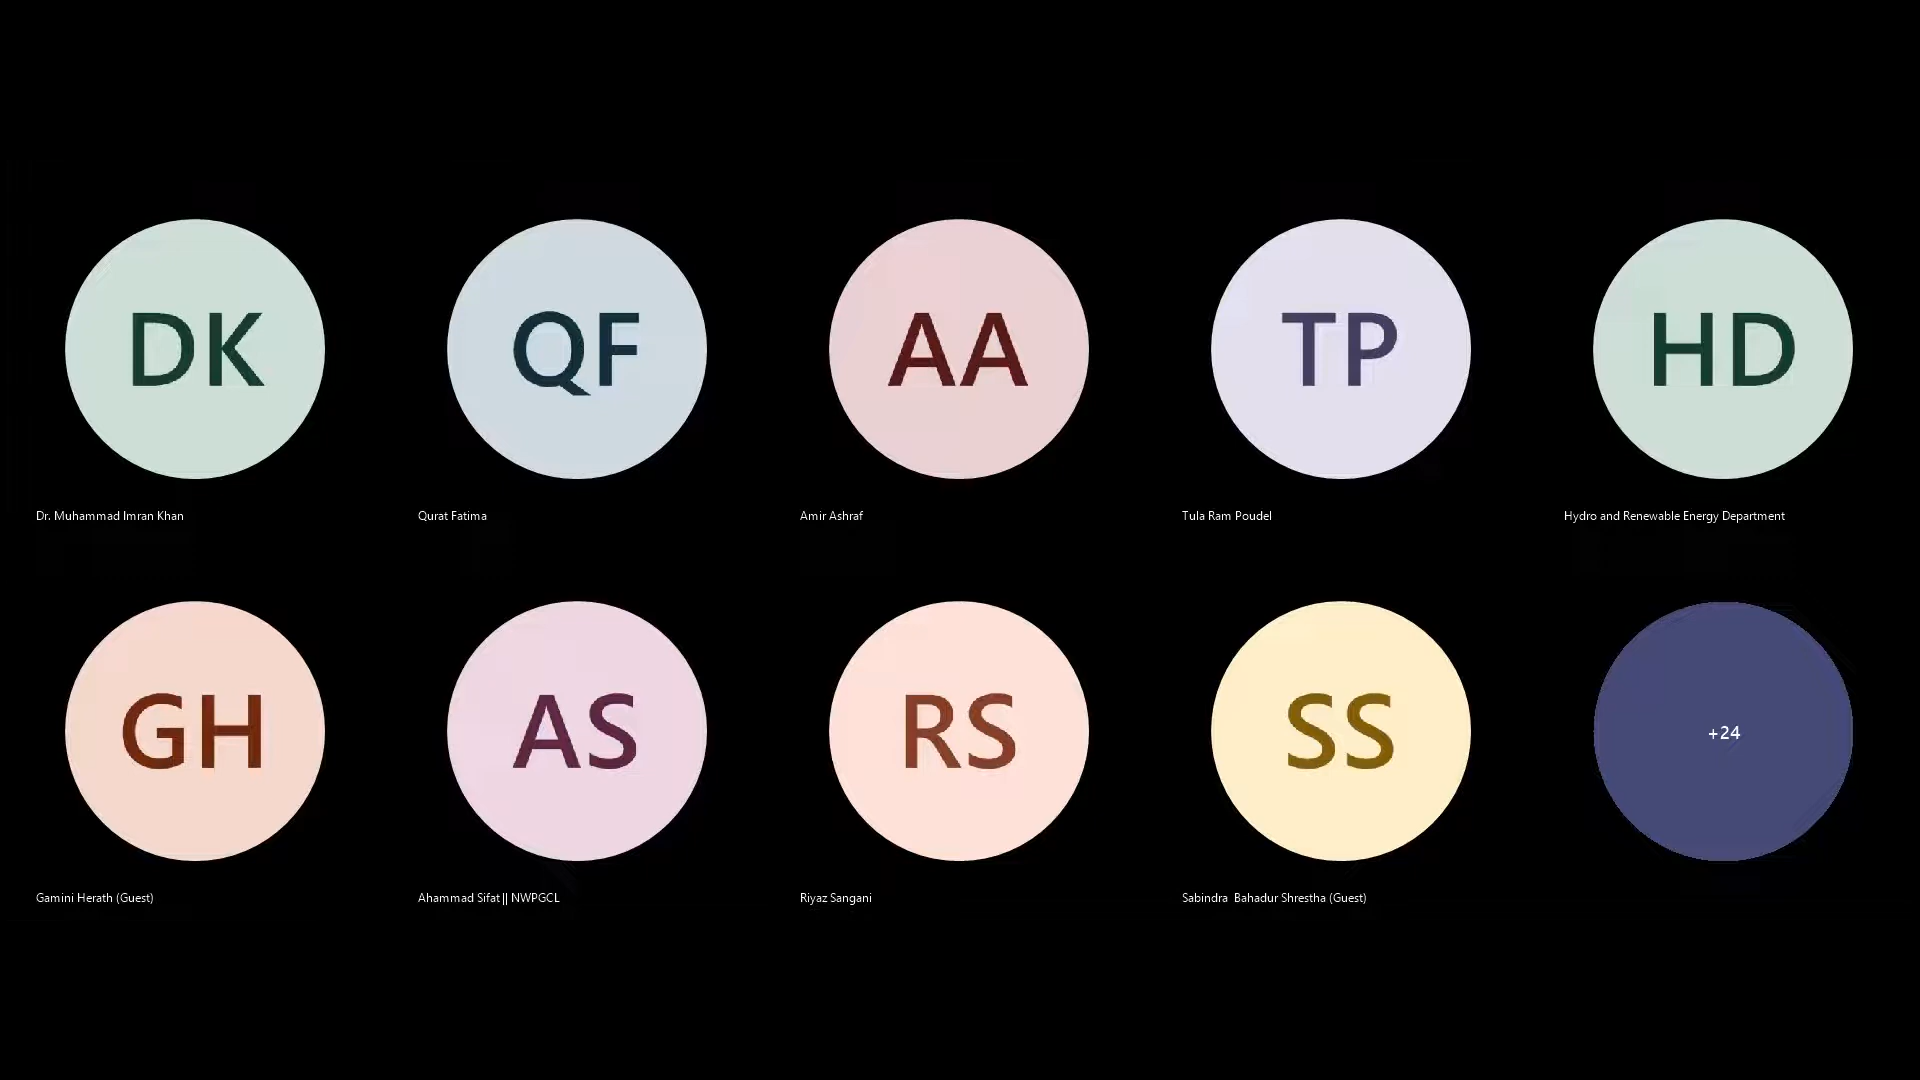 DK
QF
AA
TP
HD
Dr. Muhammad Imran Khan
Qurat Fatima
Amir Ashraf
Tula Ram Poudel
Hydro and Renewable Energy Department
GH
AS
RS
SS
+24
Gamini Herath (Guest)
Ahammad Sifat || NWPGCL
Riyaz Sangani
Sabindra  Bahadur Shrestha (Guest)